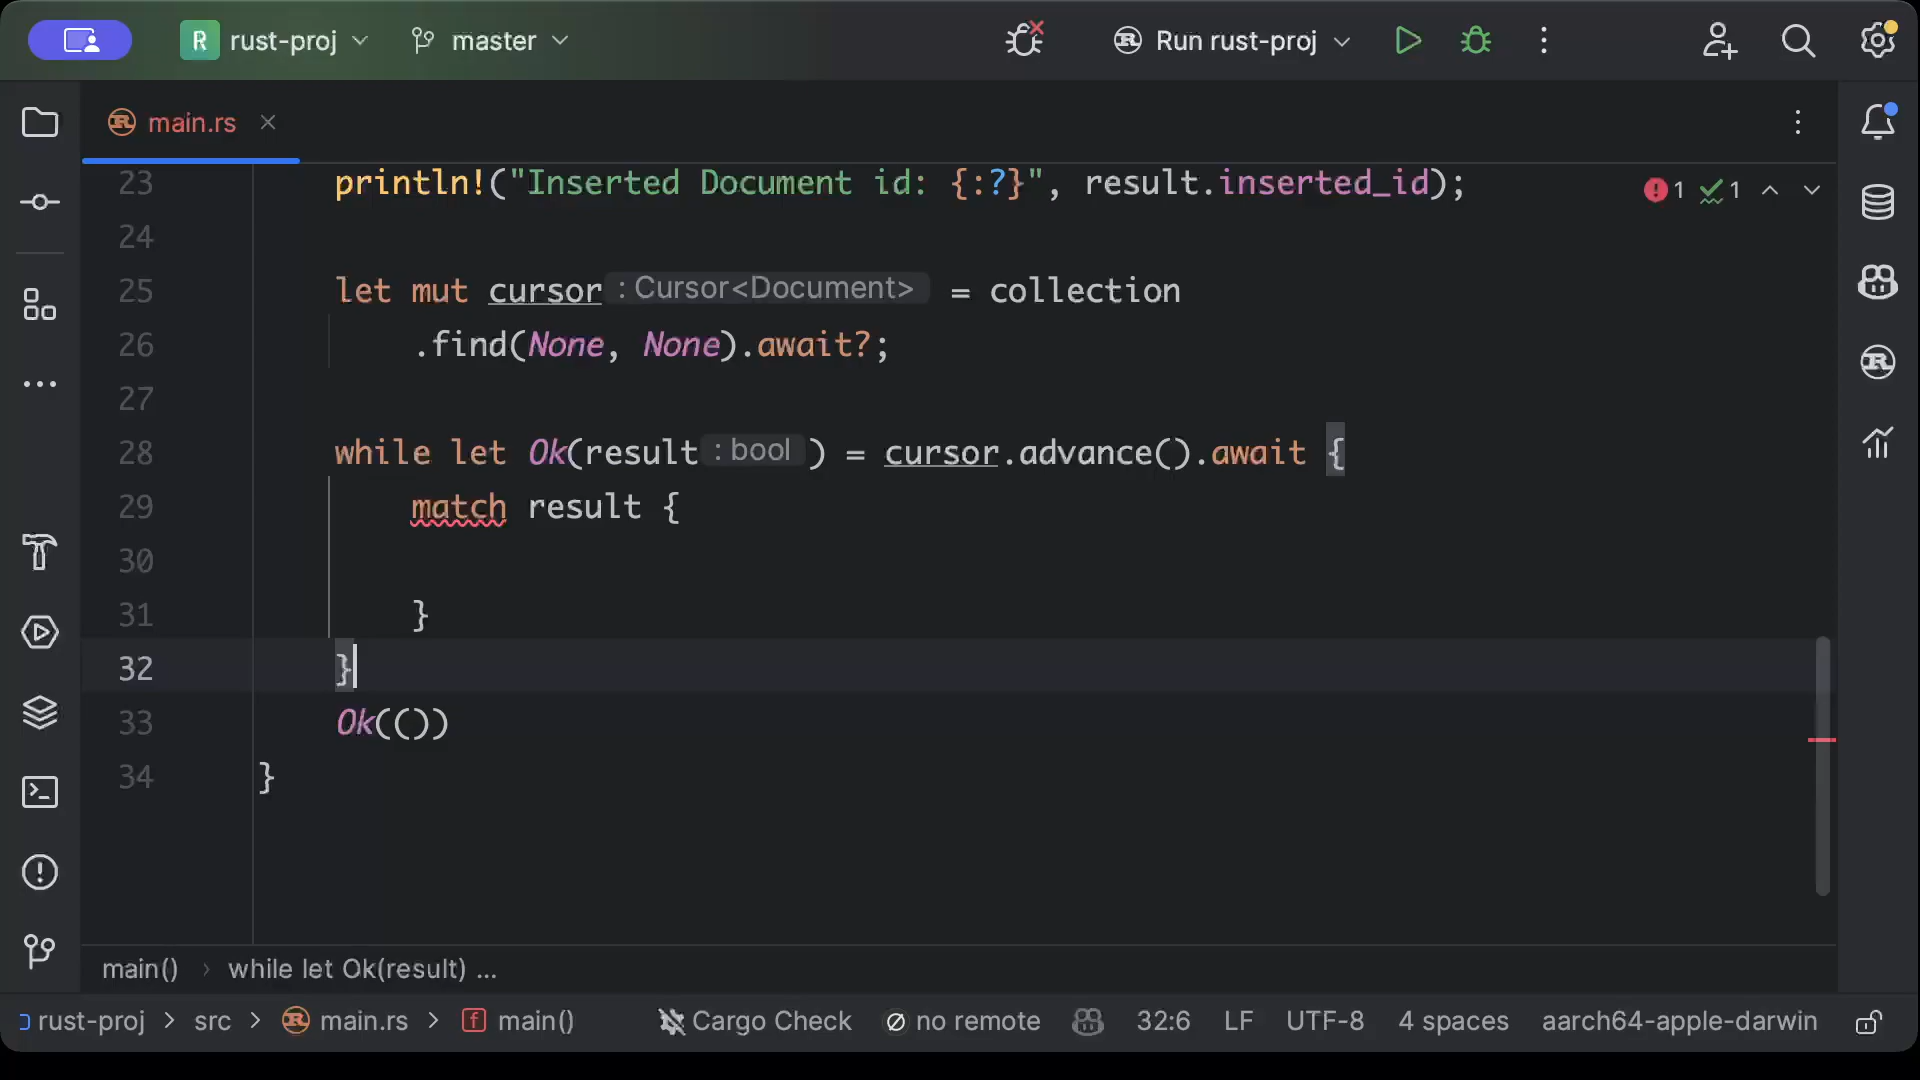 R rust-proj master Run rust-proj
main.rs
23 println!("Inserted Document id: {:?}", result.inserted_id); 1 1
24
25 let mut cursor : Cursor<Document> = collection
26 .find(None, None).await?;
27
28 while let Ok(result : bool ) = cursor.advance().await {
29 match result {
30
31 }
32 }
33 Ok(())
34 }
main() › while let Ok(result) ...
rust-proj > src > main.rs > f main() Cargo Check no remote 32:6 LF UTF-8 4 spaces aarch64-apple-darwin